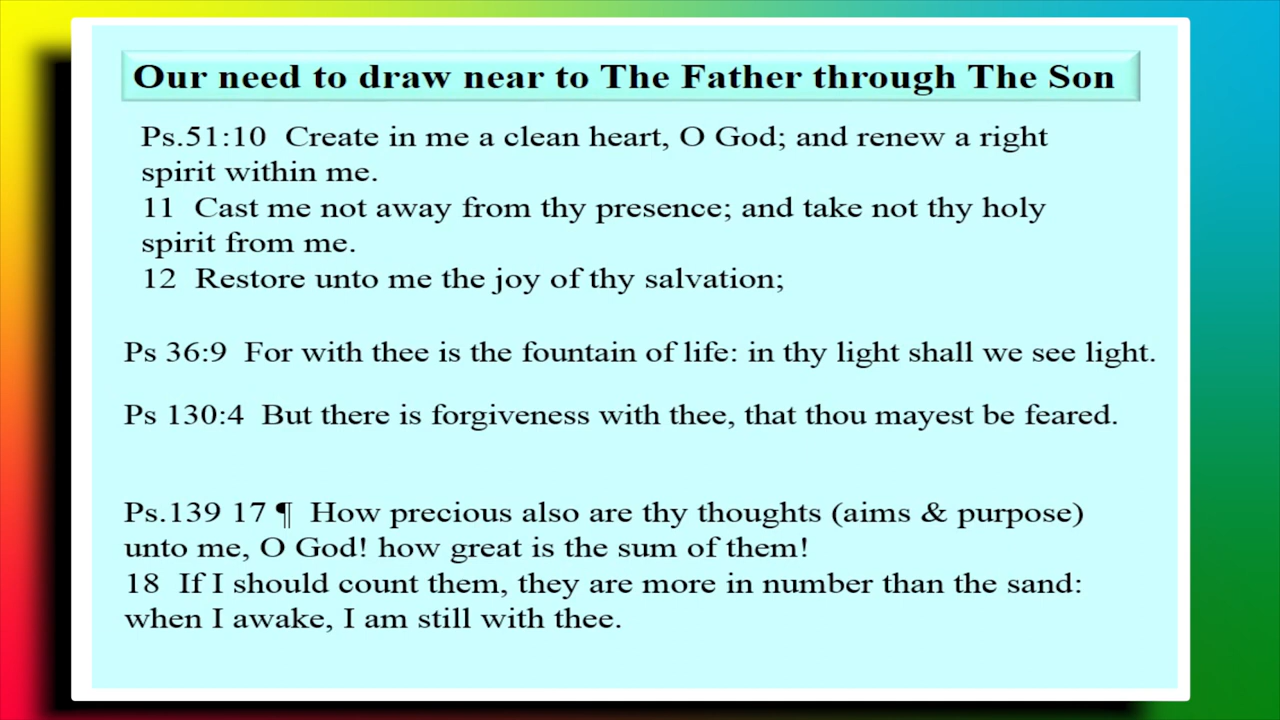 Our need to draw near to The Father through The Son
Ps.51:10  Create in me a clean heart, O God; and renew a right
spirit within me.
11  Cast me not away from thy presence; and take not thy holy
spirit from me.
12  Restore unto me the joy of thy salvation;
Ps 36:9  For with thee is the fountain of life: in thy light shall we see light.
Ps 130:4  But there is forgiveness with thee, that thou mayest be feared.
Ps.139 17 ¶  How precious also are thy thoughts (aims & purpose)
unto me, O God! how great is the sum of them!
18  If I should count them, they are more in number than the sand:
when I awake, I am still with thee.